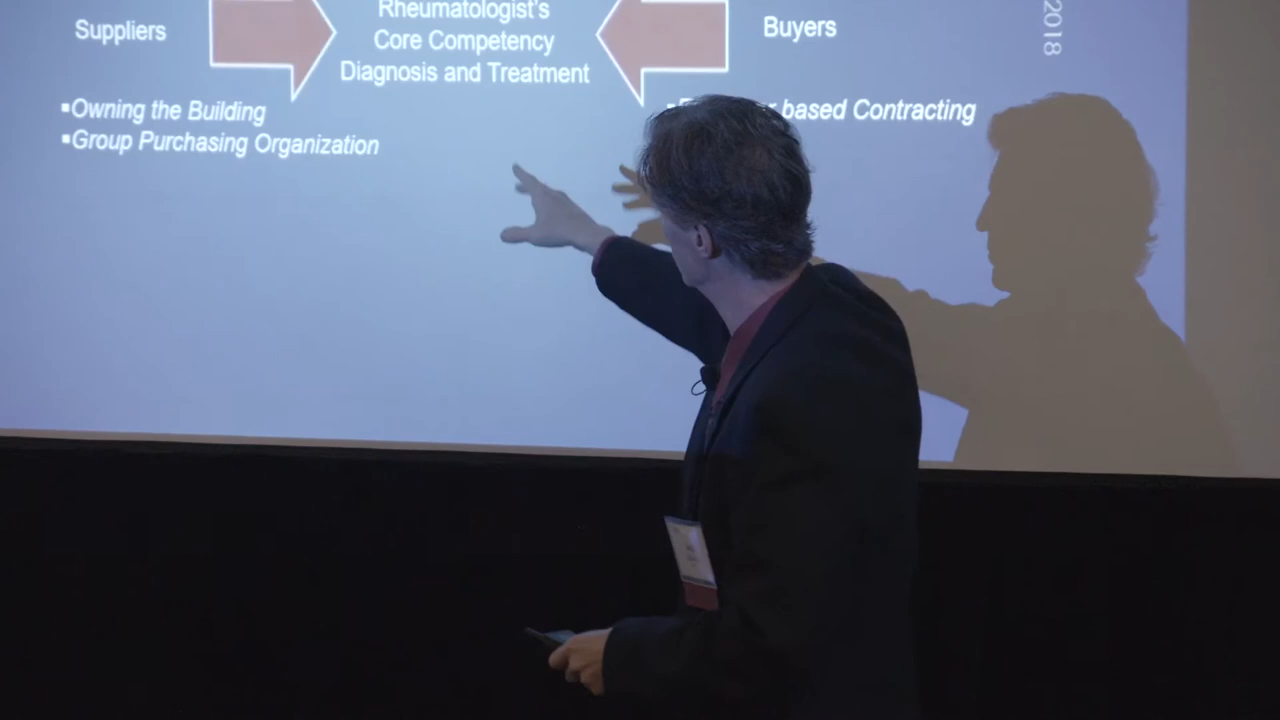 Suppliers
Rheumatologist's
Core Competency
Diagnosis and Treatment
Buyers
2018
▪Owning the Building
▪Group Purchasing Organization
based Contracting